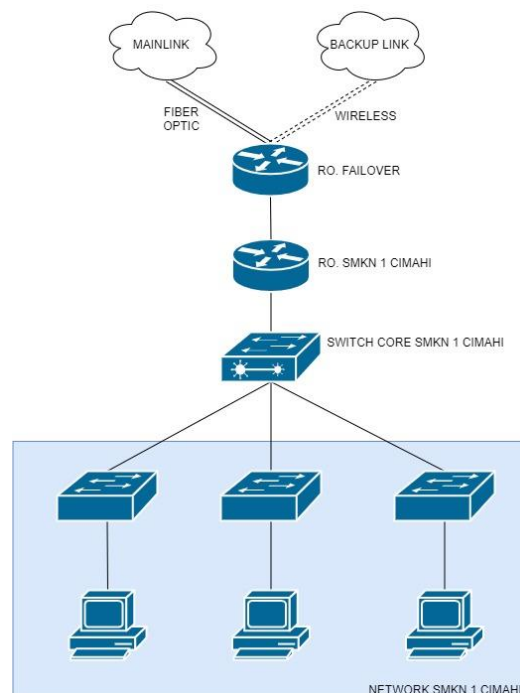 MAINLINK
BACKUP LINK
FIBER
OPTIC
WIRELESS
RO. FAILOVER
RO. SMKN 1 CIMAHI
SWITCH CORE SMKN 1 CIMAHI
NETWORK SMKN 1 CIMAHI